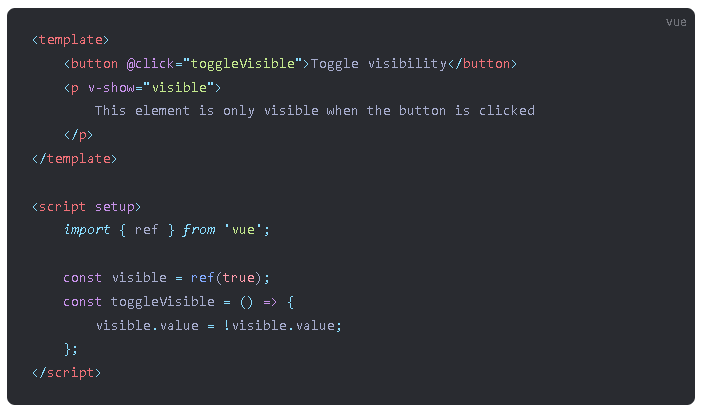 vue
<template>
    <button @click="toggleVisible">Toggle visibility</button>
    <p v-show="visible">
        This element is only visible when the button is clicked
    </p>
</template>

<script setup>
    import { ref } from 'vue';

    const visible = ref(true);
    const toggleVisible = () => {
        visible.value = !visible.value;
    };
</script>